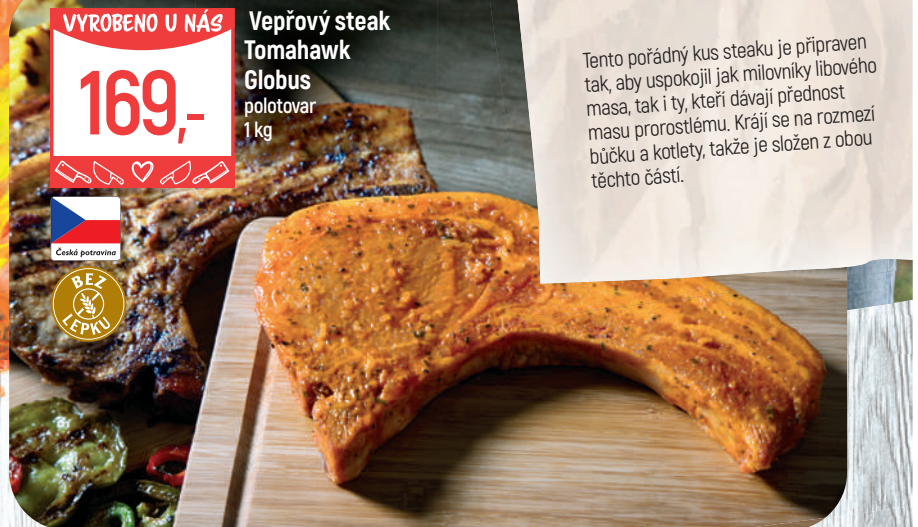 VYROBENO U NÁS
169,-
Vepřový steak
Tomahawk
Globus
polotovar
1 kg
Česká potravina
BEZ
LEPKU
Tento pořádný kus steaku je připraven
tak, aby uspokojil jak milovníky libového
masa, tak i ty, kteří dávají přednost
masu prorostlému. Krájí se na rozmezí
bůčku a kotlety, takže je složen z obou
těchto částí.